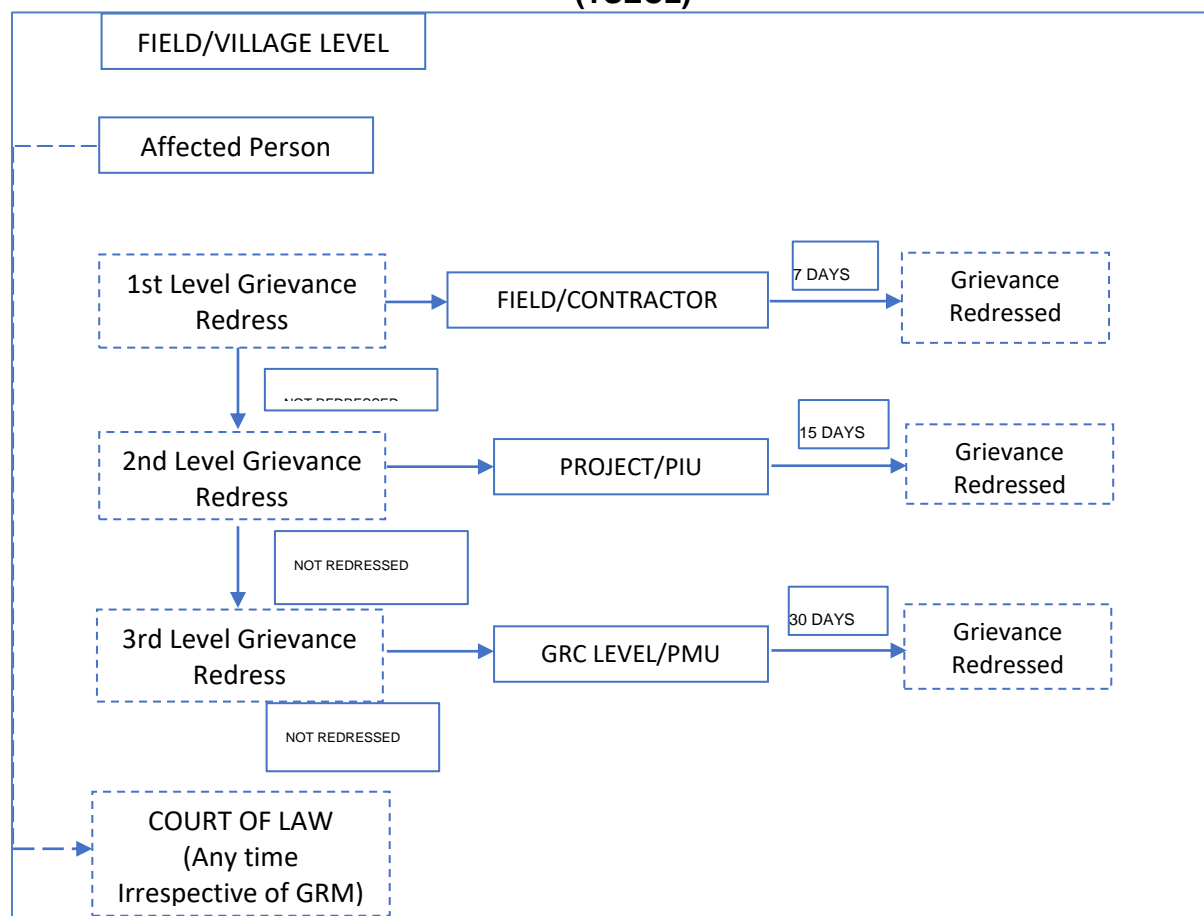 FIELD/VILLAGE LEVEL
Affected Person
1st Level Grievance
Redress
FIELD/CONTRACTOR
7 DAYS
Grievance
Redressed
NOT REDRESSED
2nd Level Grievance
Redress
PROJECT/PIU
15 DAYS
Grievance
Redressed
NOT REDRESSED
3rd Level Grievance
Redress
GRC LEVEL/PMU
30 DAYS
Grievance
Redressed
NOT REDRESSED
COURT OF LAW
(Any time
Irrespective of GRM)